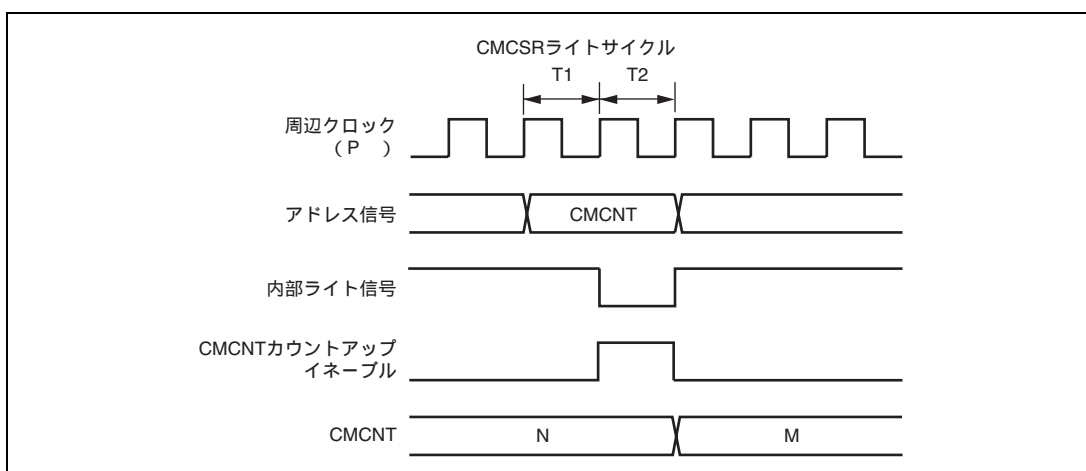 CMCSRライトサイクル
T1 T2
周辺クロック
（P　）
アドレス信号
CMCNT
内部ライト信号
CMCNTカウントアップ
イネーブル
CMCNT
N
M